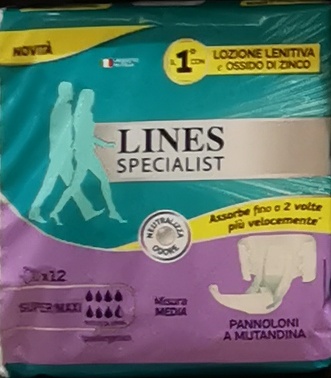 NOVITÀ
IL 1° CON
LOZIONE LENITIVA
e OSSIDO DI ZINCO
LINES
SPECIALIST
NEUTRALIZZA
ODORE
Assorbe fino a 2 volte
più velocemente*
x12
SUPER/MAXI
Misura
MEDIA
PANNOLONI
A MUTANDINA